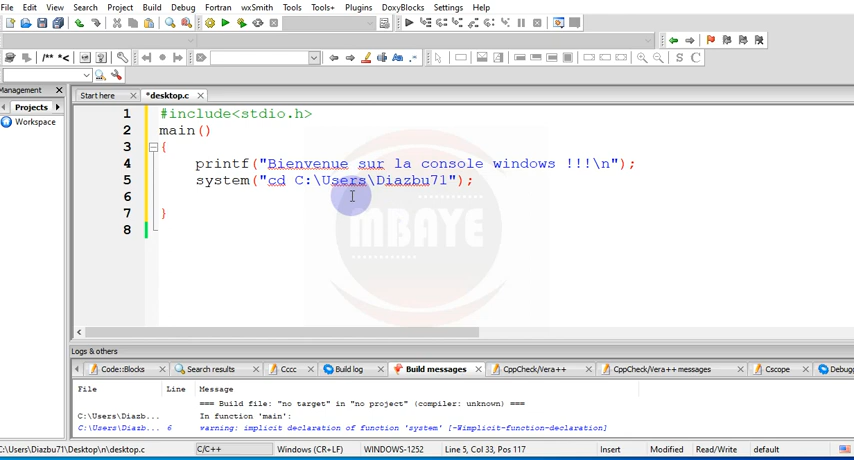 File Edit View Search Project Build Debug Fortran wxSmith Tools Tools+ Plugins DoxyBlocks Settings Help
/** *<
Aa .*
S C
Management
Start here *desktop.c
Projects
Workspace
1 #include<stdio.h>
2 main()
3 {
4 printf("Bienvenue sur la console windows !!!\n");
5 system("cd C:\Users\Diazbu71");
6
7 }
8
MBAYE
Logs & others
Code::Blocks Search results Cccc Build log Build messages CppCheck/Vera++ CppCheck/Vera++ messages Cscope Debugg
File Line Message
=== Build file: "no target" in "no project" (compiler: unknown) ===
C:\Users\Diazb... In function 'main':
C:\Users\Diazb... 6 warning: implicit declaration of function 'system' [-Wimplicit-function-declaration]
C:\Users\Diazbu71\Desktop\n\desktop.c C/C++ Windows (CR+LF) WINDOWS-1252 Line 5, Col 33, Pos 117 Insert Modified Read/Write default